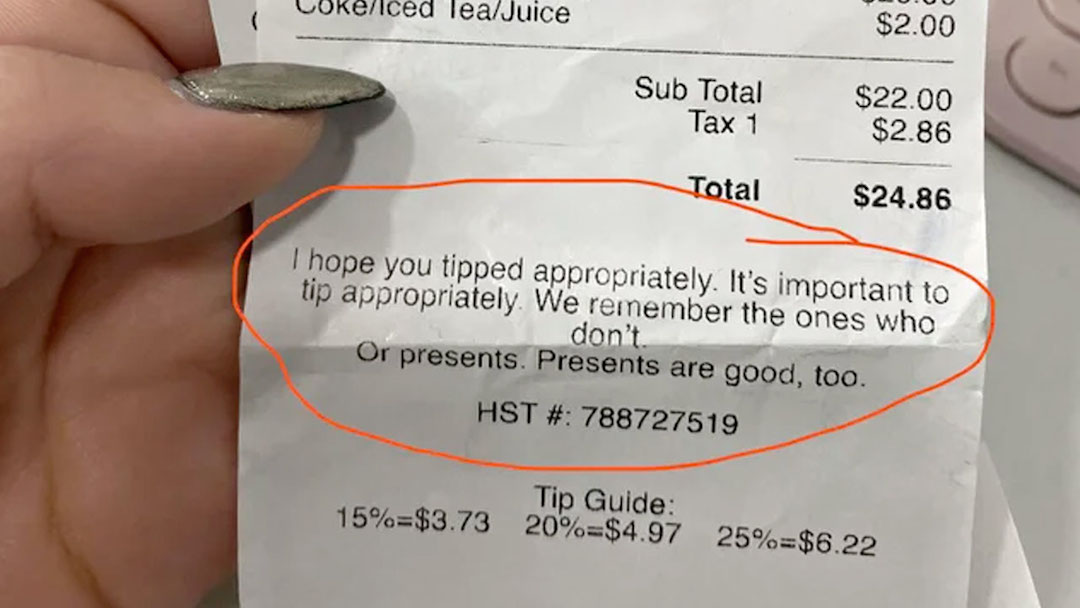 Coke/Iced Tea/Juice $2.00
Sub Total $22.00
Tax 1 $2.86
Total $24.86
I hope you tipped appropriately. It's important to
tip appropriately. We remember the ones who
don't.
Or presents. Presents are good, too.
HST #: 788727519
Tip Guide:
15%=$3.73 20%=$4.97 25%=$6.22